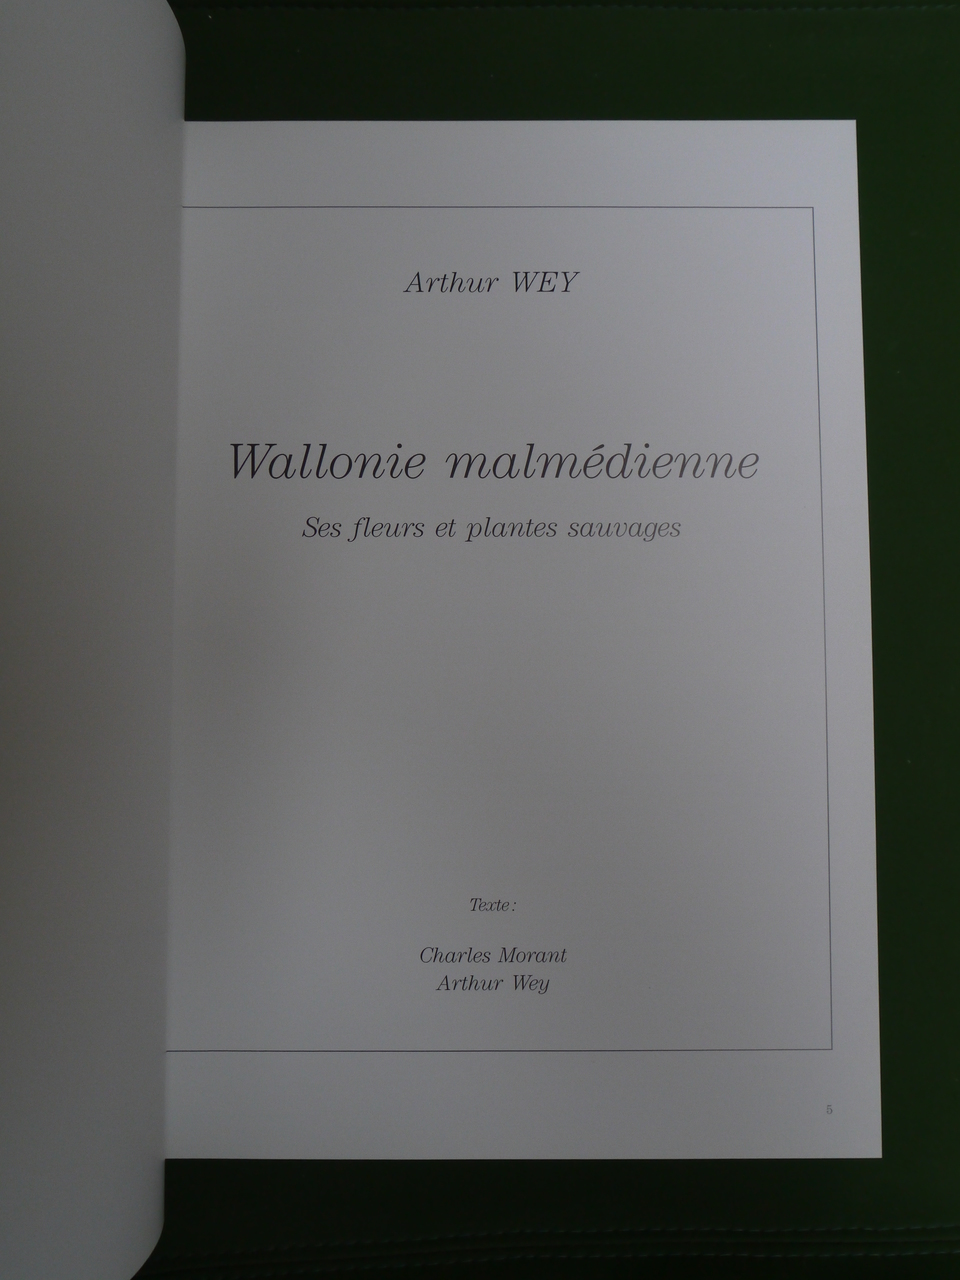 Arthur WEY
Wallonie malmédienne
Ses fleurs et plantes sauvages
Texte :
Charles Morant
Arthur Wey
5